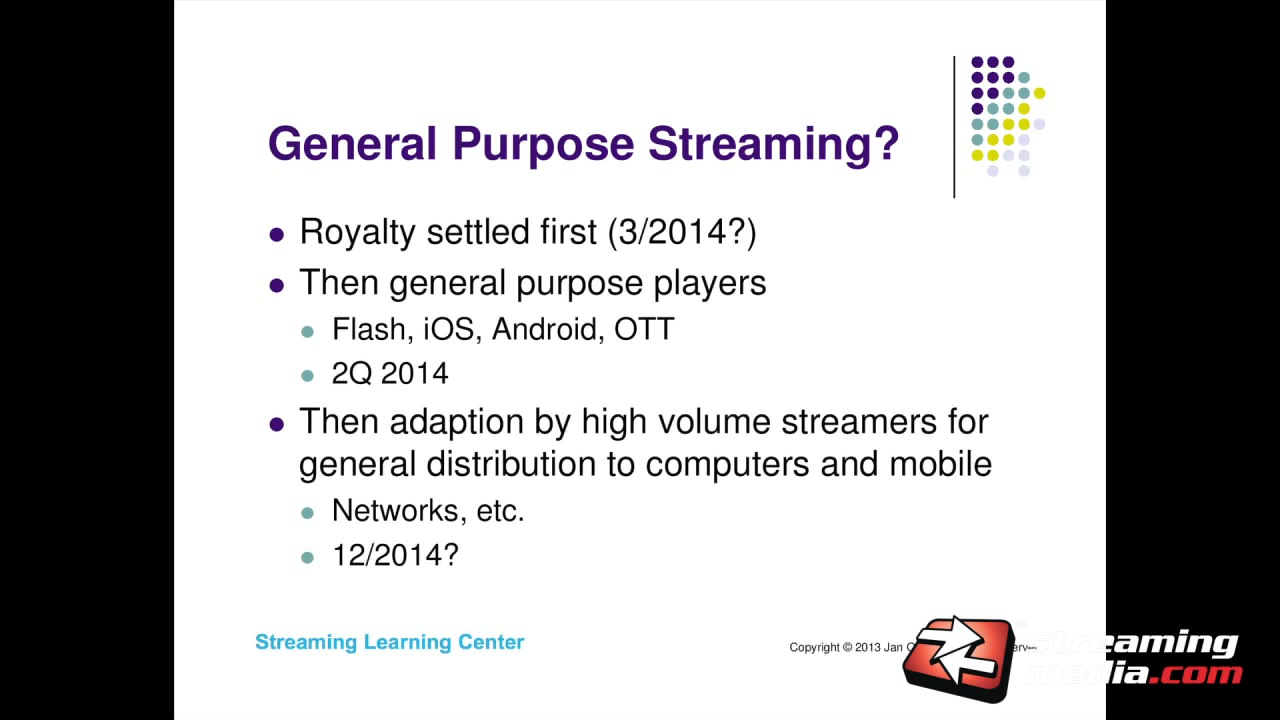 General Purpose Streaming?
Royalty settled first (3/2014?)
Then general purpose players
Flash, iOS, Android, OTT
2Q 2014
Then adaption by high volume streamers for
general distribution to computers and mobile
Networks, etc.
12/2014?
Streaming Learning Center
Copyright © 2013 Jan
streaming
media.com